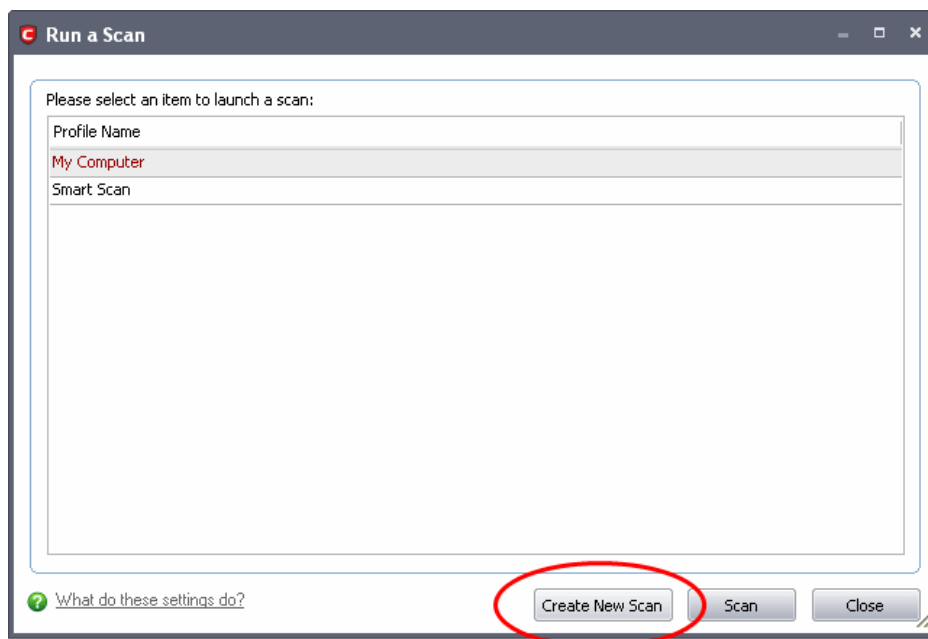 Run a Scan
Please select an item to launch a scan:
Profile Name
My Computer
Smart Scan
What do these settings do?
Create New Scan
Scan
Close